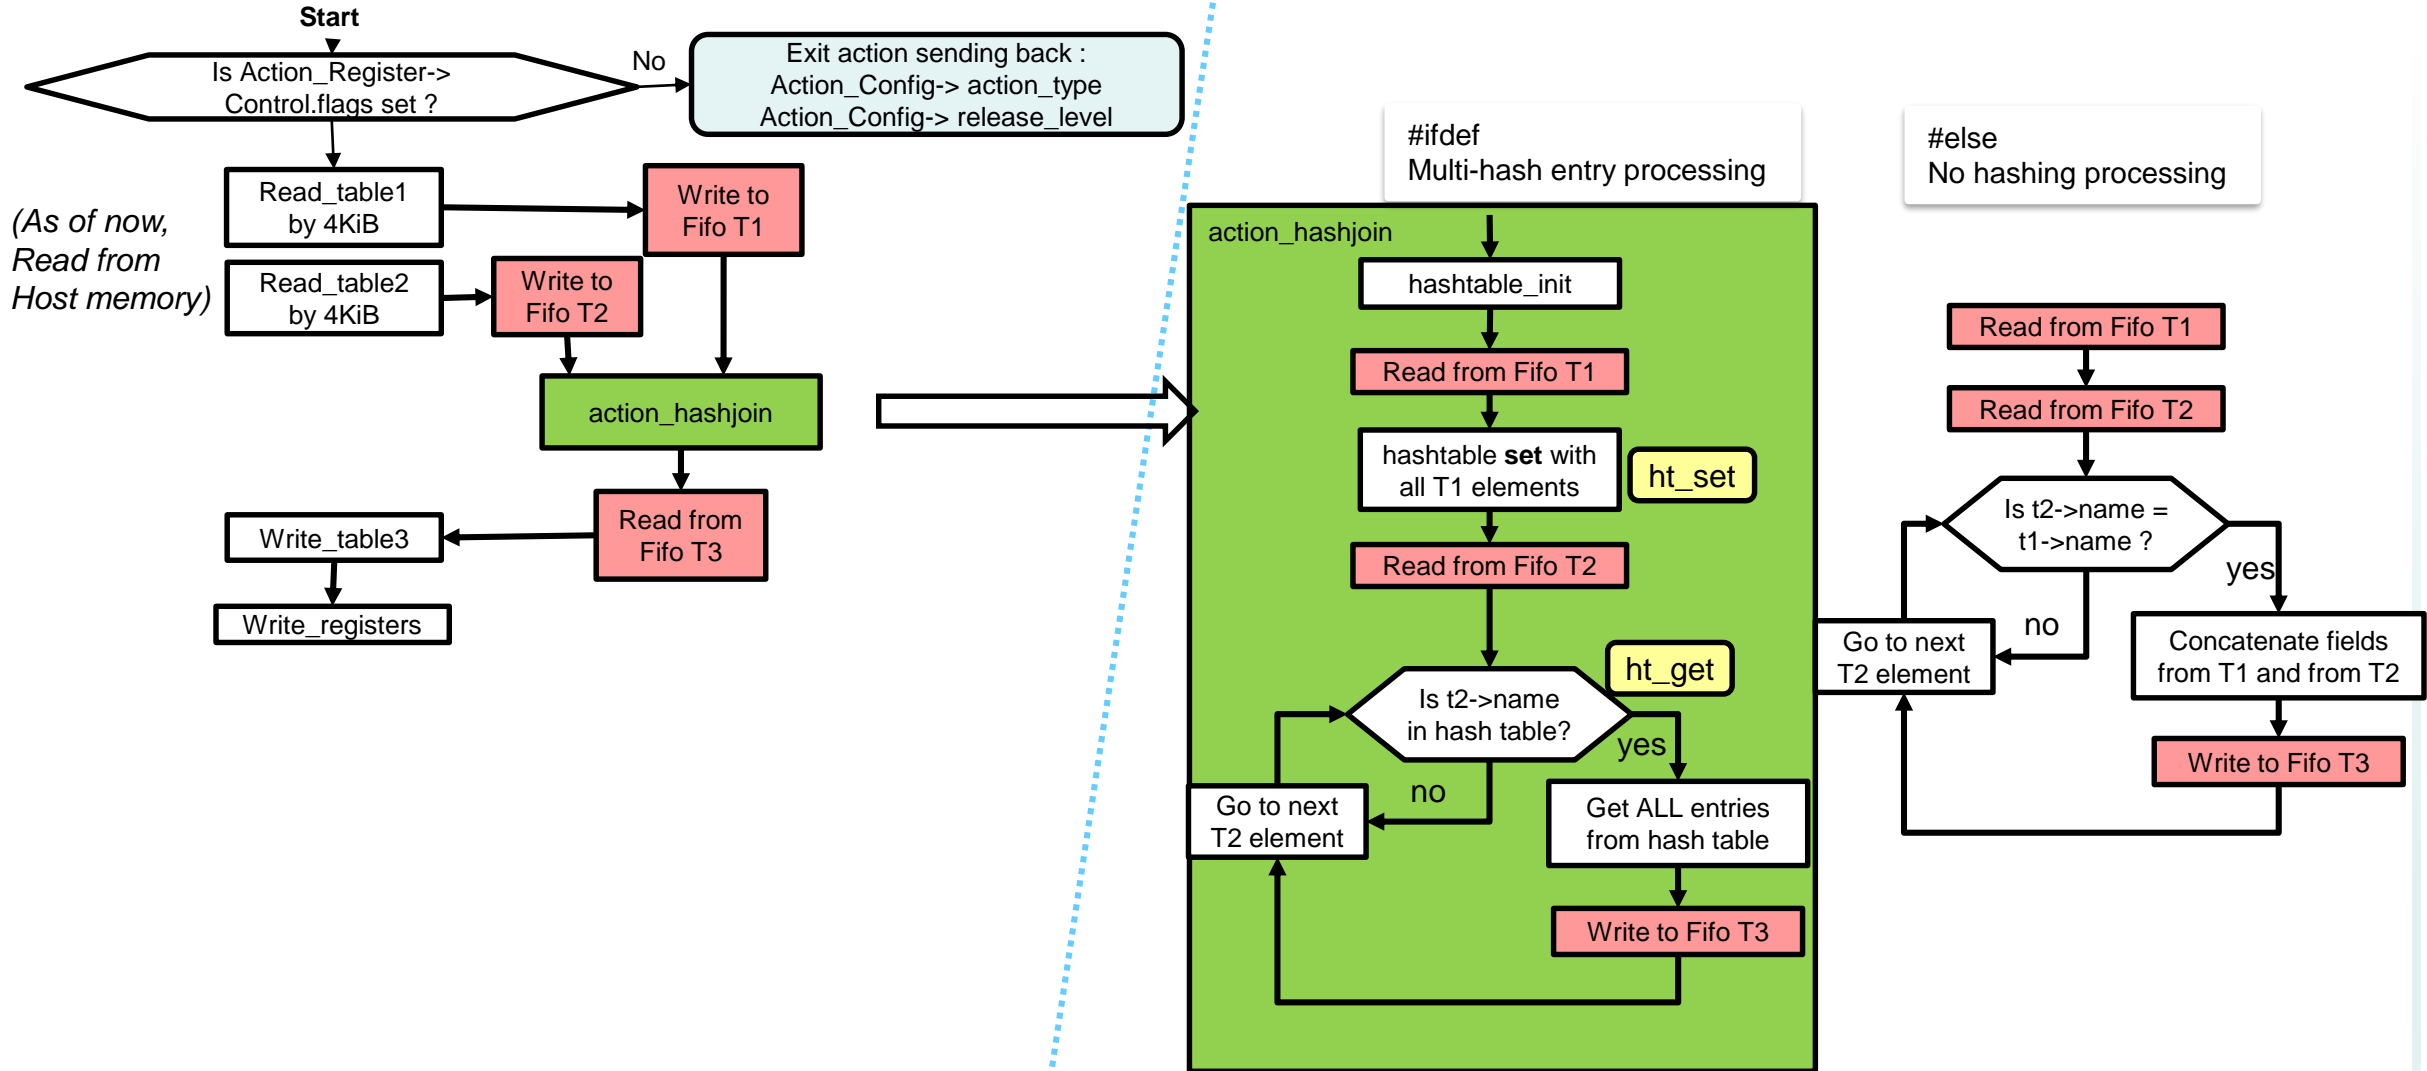 Start
Is Action_Register->
Control.flags set ?
No
Exit action sending back :
Action_Config-> action_type
Action_Config-> release_level
(As of now,
Read from
Host memory)
Read_table1
by 4KiB
Write to
Fifo T1
Read_table2
by 4KiB
Write to
Fifo T2
action_hashjoin
Read from
Fifo T3
Write_table3
Write_registers
#ifdef
Multi-hash entry processing
action_hashjoin
hashtable_init
Read from Fifo T1
hashtable set with
all T1 elements
ht_set
Read from Fifo T2
ht_get
Is t2->name
in hash table?
yes
no
Go to next
T2 element
Get ALL entries
from hash table
Write to Fifo T3
#else
No hashing processing
Read from Fifo T1
Read from Fifo T2
Is t2->name =
t1->name ?
yes
no
Go to next
T2 element
Concatenate fields
from T1 and from T2
Write to Fifo T3